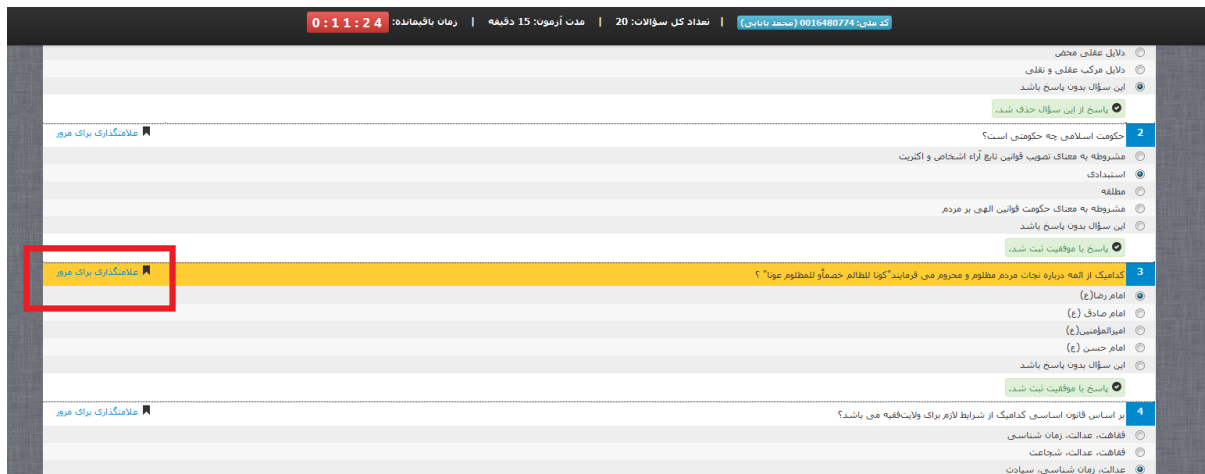 کد ملی: 0016480774 (محمد بابایی) | تعداد کل سؤالات: 20 | مدت آزمون: 15 دقیقه | زمان باقیمانده: 0:11:24
دلایل عقلی محض
دلایل مرکب عقلی و نقلی
این سؤال بدون پاسخ باشد
پاسخ از این سؤال حذف شد.
2 حکومت اسلامی چه حکومتی است؟ علامتگذاری برای مرور
مشروطه به معنای تصویب قوانین تابع آراء اشخاص و اکثریت
استبدادی
مطلقه
مشروطه به معنای حکومت قوانین الهی بر مردم
این سؤال بدون پاسخ باشد
پاسخ با موفقیت ثبت شد.
3 کدامیک از ائمه درباره نجات مردم مظلوم و محروم می فرمایند"کونا للظالم خصمأو للمظلوم عونا" ؟ علامتگذاری برای مرور
امام رضا(ع)
امام صادق (ع)
امیرالمؤمنین(ع)
امام حسن (ع)
این سؤال بدون پاسخ باشد
پاسخ با موفقیت ثبت شد.
4 بر اساس قانون اساسی کدامیک از شرایط لازم برای ولایت‌فقیه می باشد؟ علامتگذاری برای مرور
فقاهت، عدالت، زمان شناسی
فقاهت، عدالت، شجاعت
عدالت، زمان شناسی، سیادت